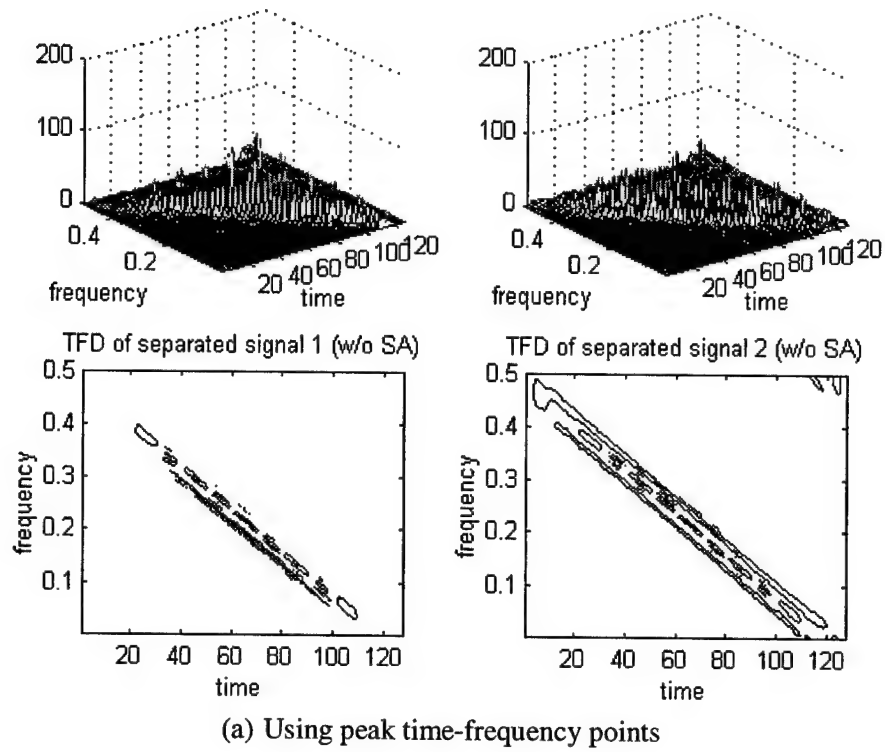 200
100
0
0.4
0.2
frequency
20 40 60 80 100 120
time
200
100
0
0.4
0.2
frequency
20 40 60 80 100 120
time
TFD of separated signal 1 (w/o SA)
0.5
0.4
0.3
0.2
0.1
frequency
20 40 60 80 100 120
time
TFD of separated signal 2 (w/o SA)
0.5
0.4
0.3
0.2
0.1
frequency
20 40 60 80 100 120
time
(a) Using peak time-frequency points